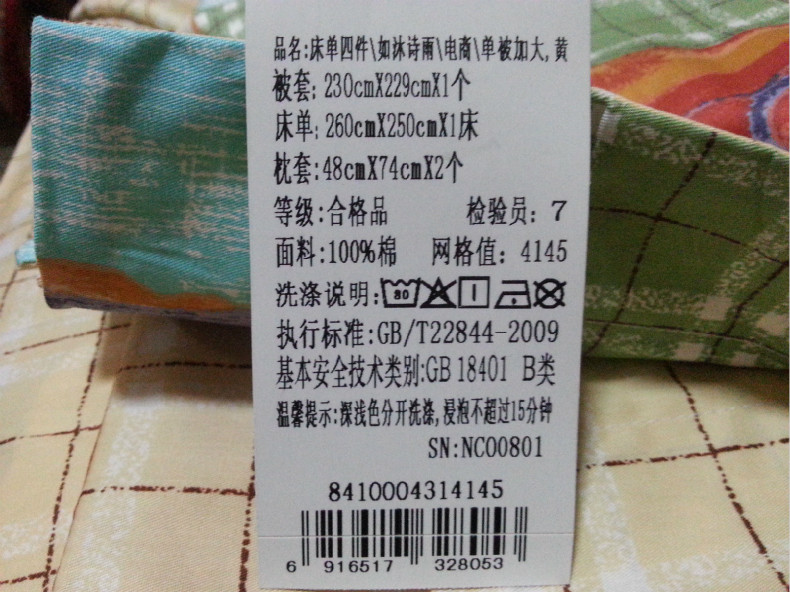 品名:床单四件\如沐诗雨\电商\单被加大,黄
被套:230cmX229cmX1个
床单:260cmX250cmX1床
枕套:48cmX74cmX2个
等级:合格品 检验员:7
面料:100%棉 网格值:4145
洗涤说明:80
执行标准:GB/T22844-2009
基本安全技术类别:GB 18401 B类
温馨提示:深浅色分开洗涤,浸泡不超过15分钟
SN:NC00801
8410004314145
6 916517 328053